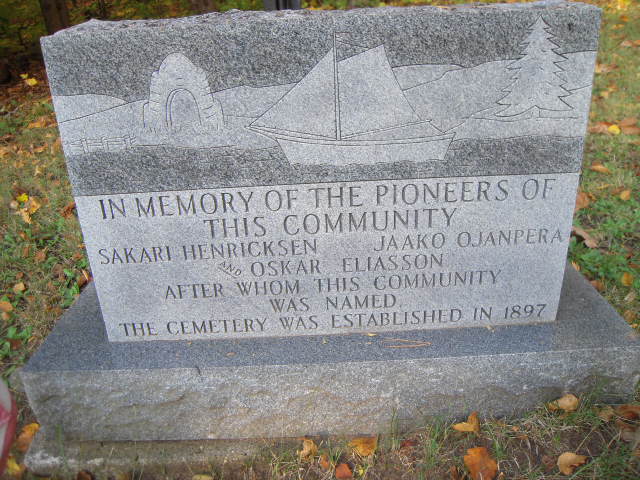 IN MEMORY OF THE PIONEERS OF
THIS COMMUNITY
SAKARI HENRICKSEN JAAKO OJANPERA
AND OSKAR ELIASSON
AFTER WHOM THIS COMMUNITY
WAS NAMED.
THE CEMETERY WAS ESTABLISHED IN 1897